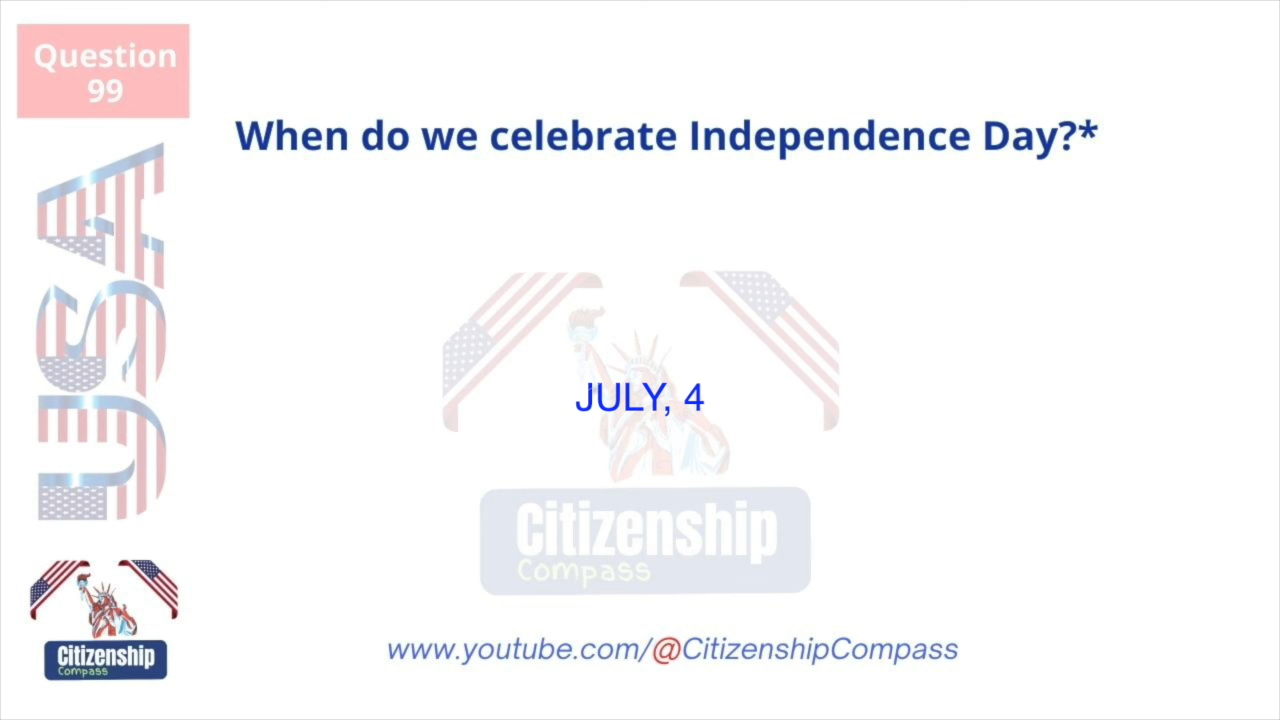 Question
99
When do we celebrate Independence Day?*
USA
JULY, 4
Citizenship
Compass
Citizenship
Compass
www.youtube.com/@CitizenshipCompass